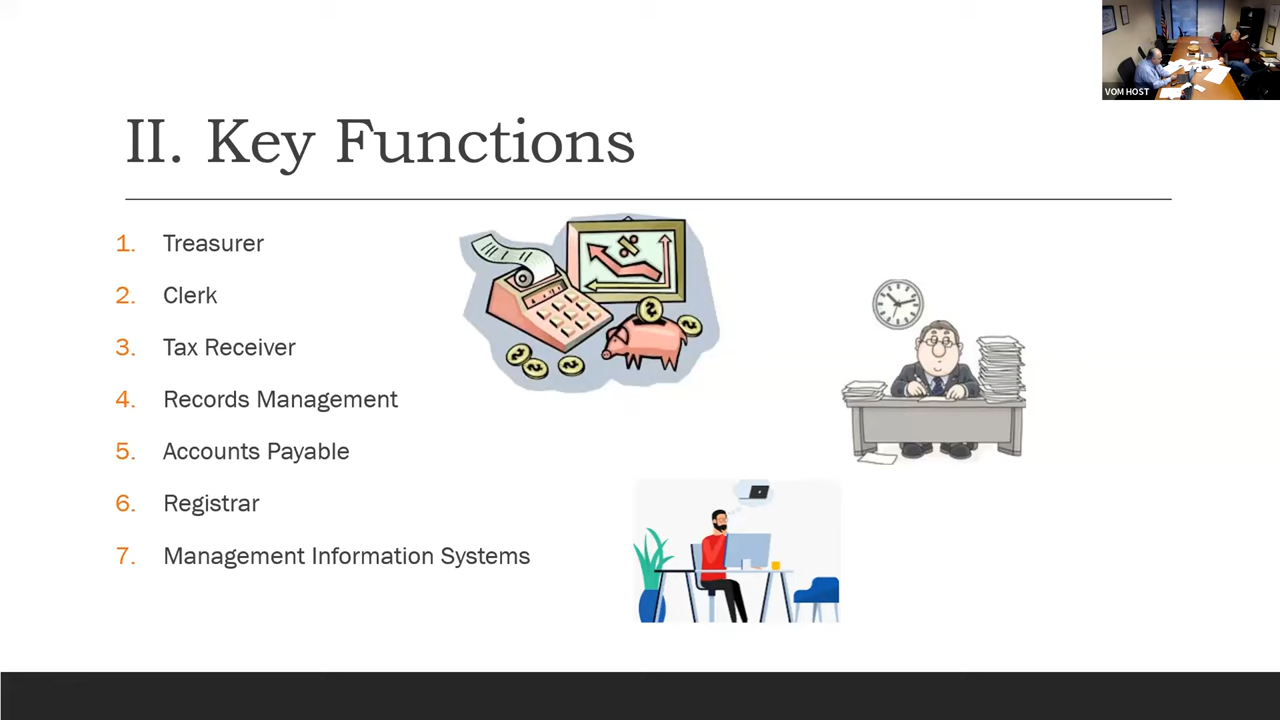 VOM HOST
II. Key Functions
1. Treasurer
2. Clerk
3. Tax Receiver
4. Records Management
5. Accounts Payable
6. Registrar
7. Management Information Systems